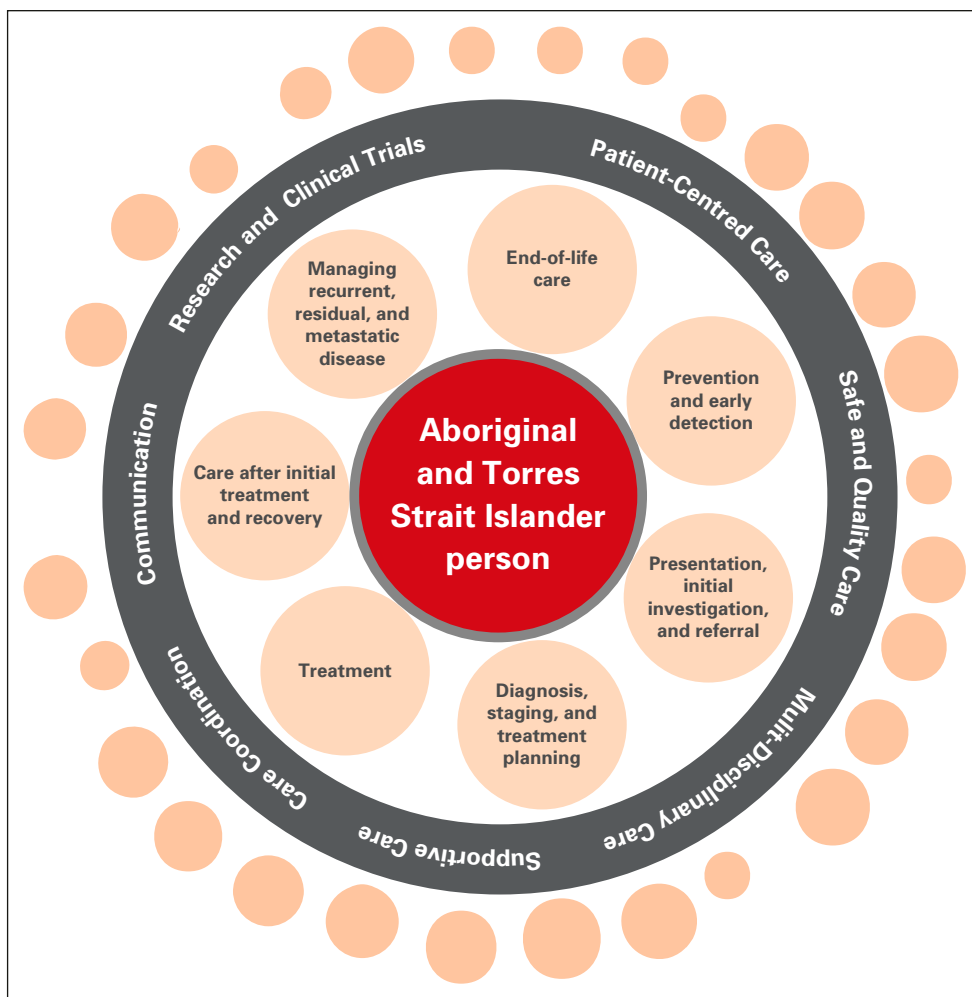 Research and Clinical Trials
Patient-Centred Care
Safe and Quality Care
Mulit-Disciplinary Care
Supportive Care
Care Coordination
Communication
End-of-life
care
Prevention
and early
detection
Presentation,
initial
investigation,
and referral
Diagnosis,
staging, and
treatment
planning
Treatment
Care after initial
treatment
and recovery
Managing
recurrent,
residual, and
metastatic
disease
Aboriginal
and Torres
Strait Islander
person